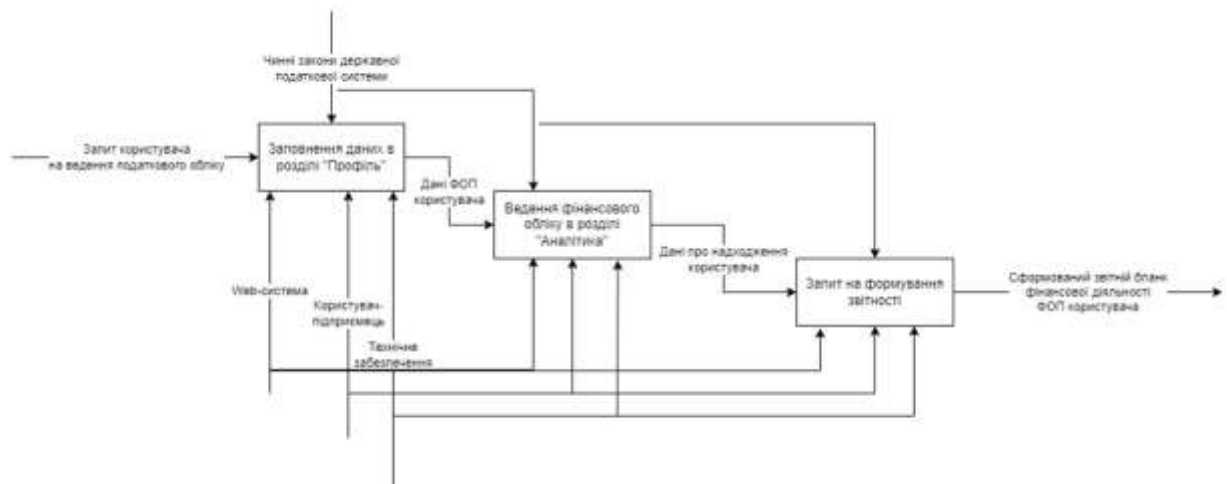 Чинні закони державної
податкової системи
Запит користувача
на ведення податкового обліку
Заповнення даних в
розділі "Профіль"
Дані ФОП
користувача
Ведення фінансового
обліку в розділі
"Аналітика"
Дані про надходження
користувача
Запит на формування
звітності
Сформований звітній бланк
фінансової діяльності
ФОП користувача
Web-система
Користувач-
підприємець
Технічне
забезпечення